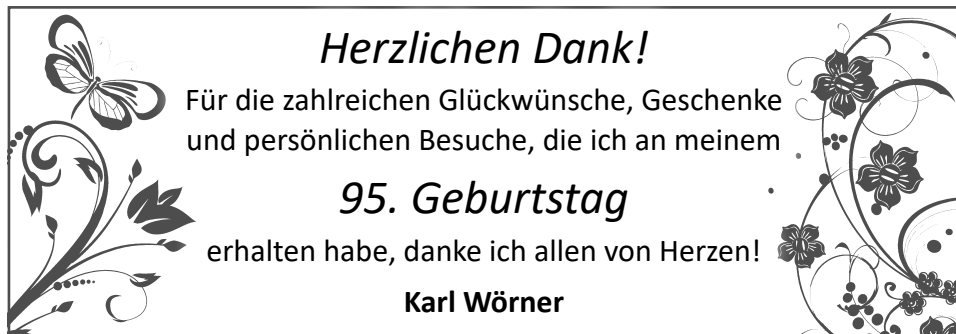 Herzlichen Dank!
Für die zahlreichen Glückwünsche, Geschenke
und persönlichen Besuche, die ich an meinem
95. Geburtstag
erhalten habe, danke ich allen von Herzen!
Karl Wörner